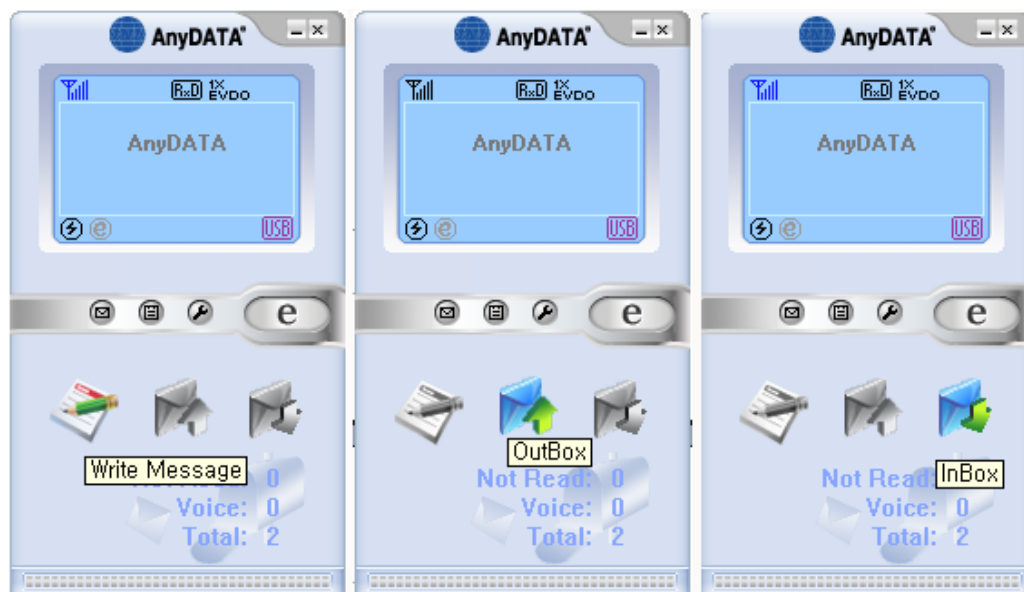 AnyDATA
RxD 1X EVDO
AnyDATA
USB
e
Write Message
0
Voice: 0
Total: 2
AnyDATA
RxD 1X EVDO
AnyDATA
e
USB
e
OutBox
Not Read: 0
Voice: 0
Total: 2
AnyDATA
RxD 1X EVDO
AnyDATA
e
USB
e
InBox
Not Read:
Voice: 0
Total: 2